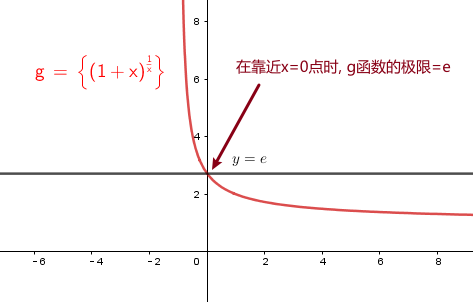 8
g = {(1 + x)^{1/x}}
在靠近x=0点时, g函数的极限=e
6
4
y = e
2
-6 -4 -2 0 2 4 6 8